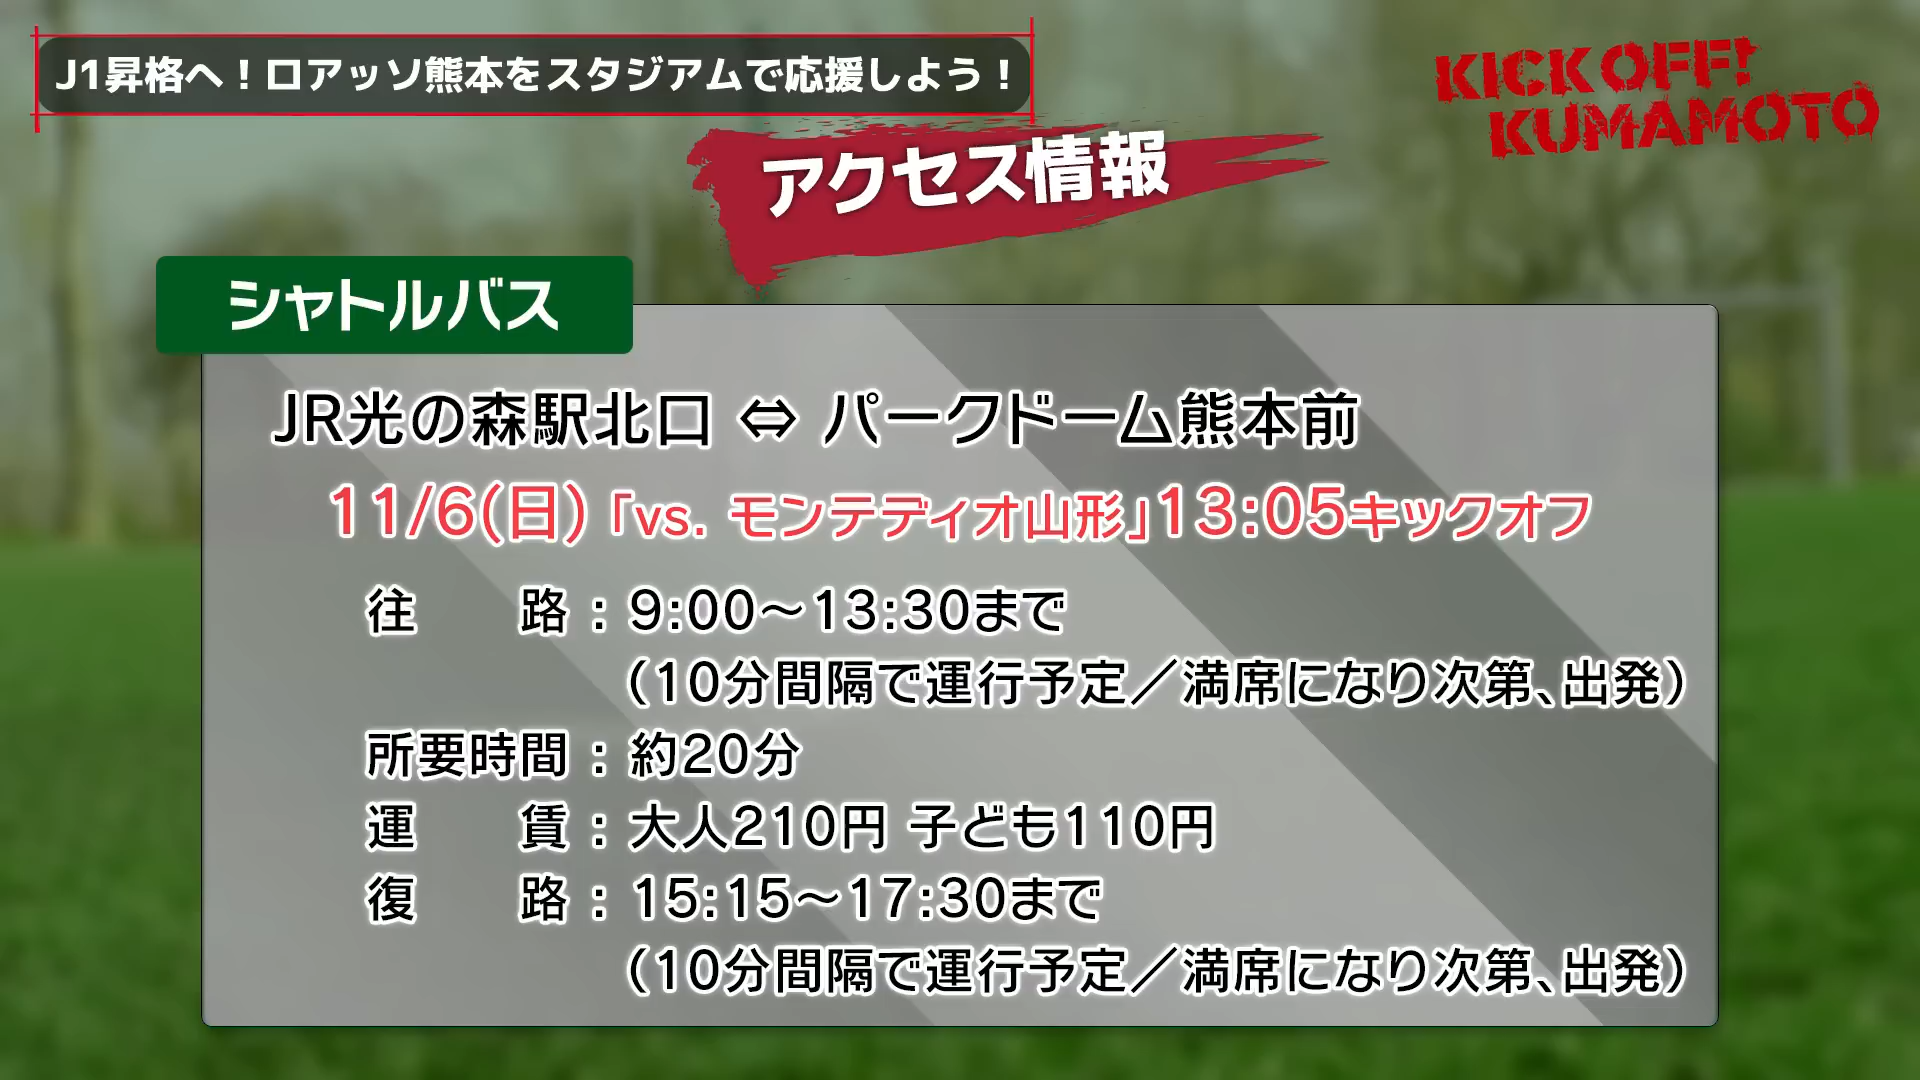 J1昇格へ！ロアッソ熊本をスタジアムで応援しよう！
KICK OFF!
KUMAMOTO
アクセス情報
シャトルバス
JR光の森駅北口 ⇔ パークドーム熊本前
11/6(日)「vs. モンテディオ山形」13:05キックオフ
往　　路：9:00～13:30まで
（10分間隔で運行予定／満席になり次第、出発）
所要時間：約20分
運　　賃：大人210円 子ども110円
復　　路：15:15～17:30まで
（10分間隔で運行予定／満席になり次第、出発）